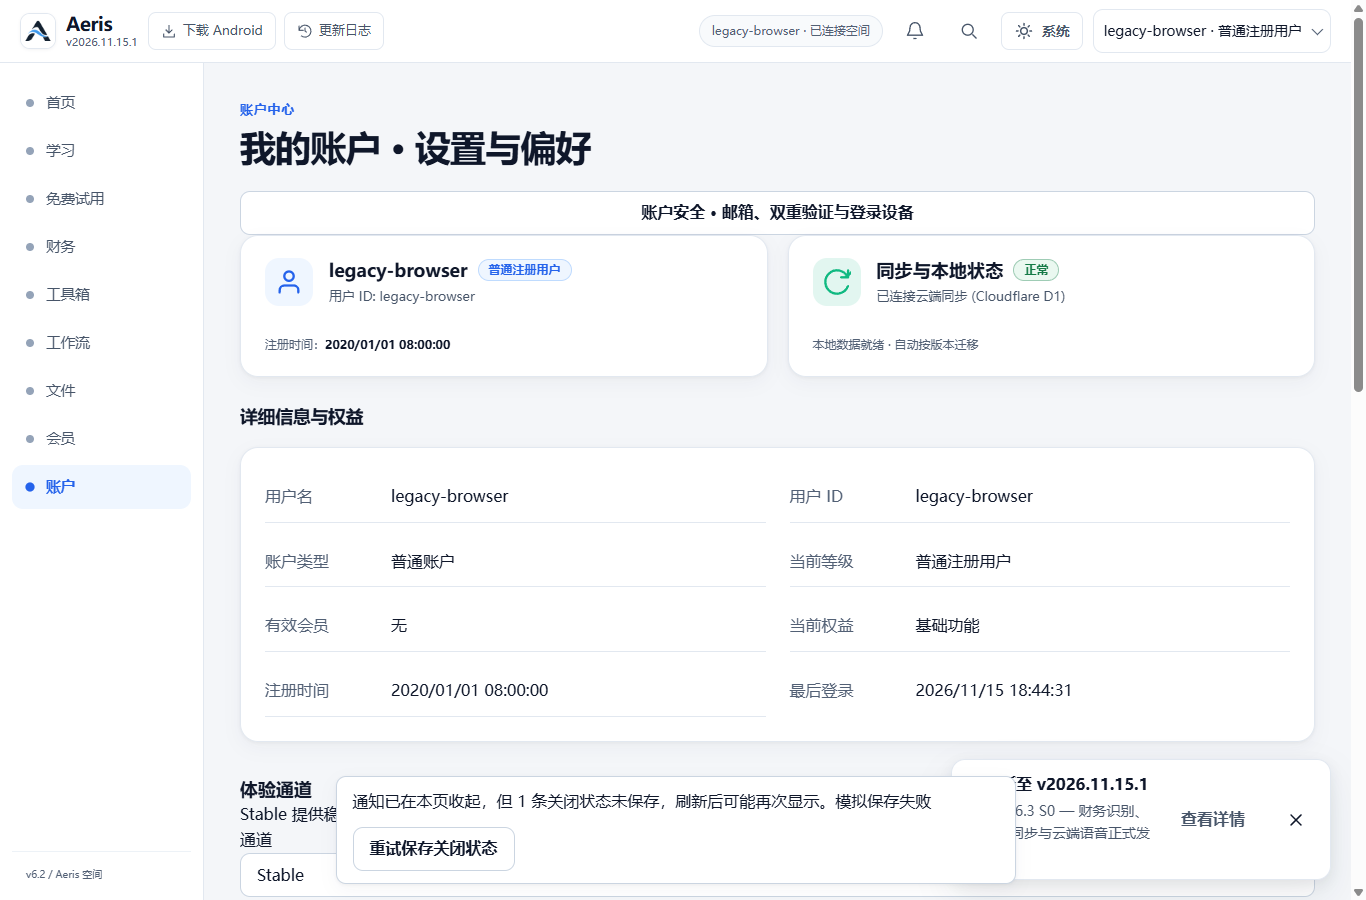 Aeris
v2026.11.15.1
下载 Android
更新日志
legacy-browser · 已连接空间
系统
legacy-browser · 普通注册用户
首页
学习
免费试用
财务
工具箱
工作流
文件
会员
账户
v6.2 / Aeris 空间
账户中心
我的账户 • 设置与偏好
账户安全 • 邮箱、双重验证与登录设备
legacy-browser 普通注册用户
用户 ID: legacy-browser
注册时间： 2020/01/01 08:00:00
同步与本地状态 正常
已连接云端同步 (Cloudflare D1)
本地数据就绪 · 自动按版本迁移
详细信息与权益
用户名 legacy-browser
用户 ID legacy-browser
账户类型 普通账户
当前等级 普通注册用户
有效会员 无
当前权益 基础功能
注册时间 2020/01/01 08:00:00
最后登录 2026/11/15 18:44:31
体验通道
Stable 提供稳
通道
Stable
通知已在本页收起，但 1 条关闭状态未保存，刷新后可能再次显示。模拟保存失败
重试保存关闭状态
至 v2026.11.15.1
6.3 S0 — 财务识别、
同步与云端语音正式发
查看详情